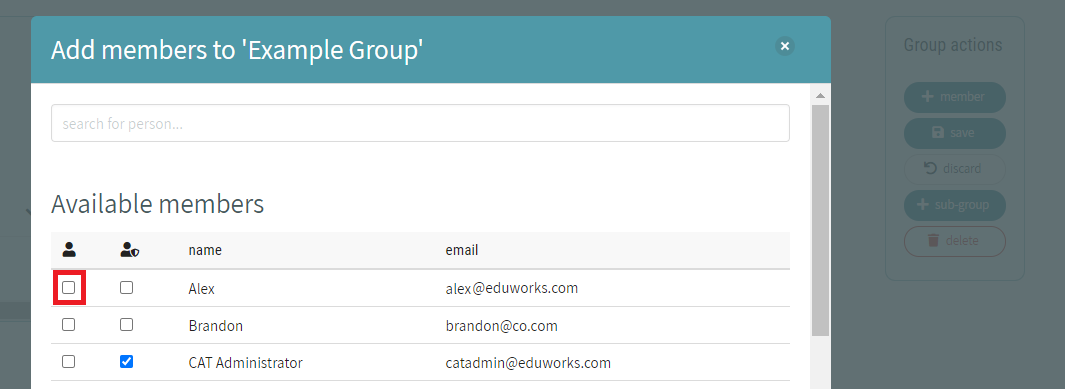 Add members to 'Example Group'
search for person...
Available members
name email
Alex alex@eduworks.com
Brandon brandon@co.com
CAT Administrator catadmin@eduworks.com
Group actions
member
save
discard
sub-group
delete